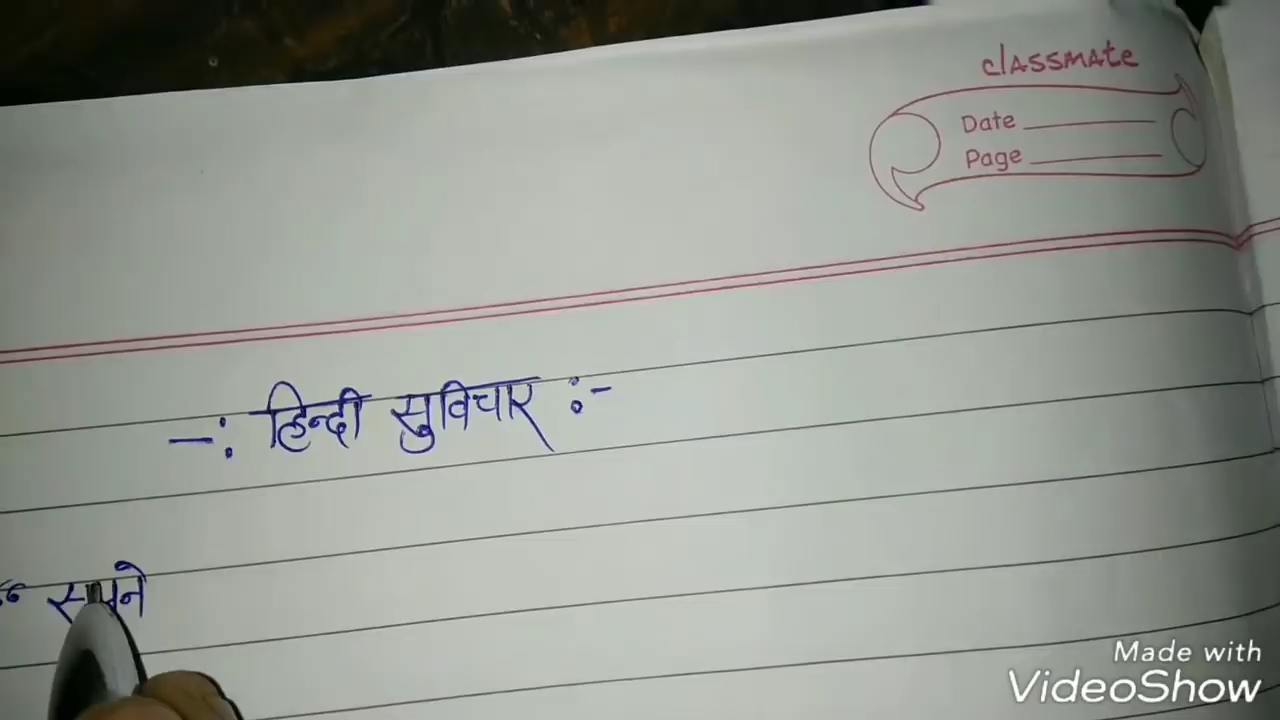 classmate
Date
Page
-: हिन्दी सुविचार :-
“ सपने
Made with
VideoShow